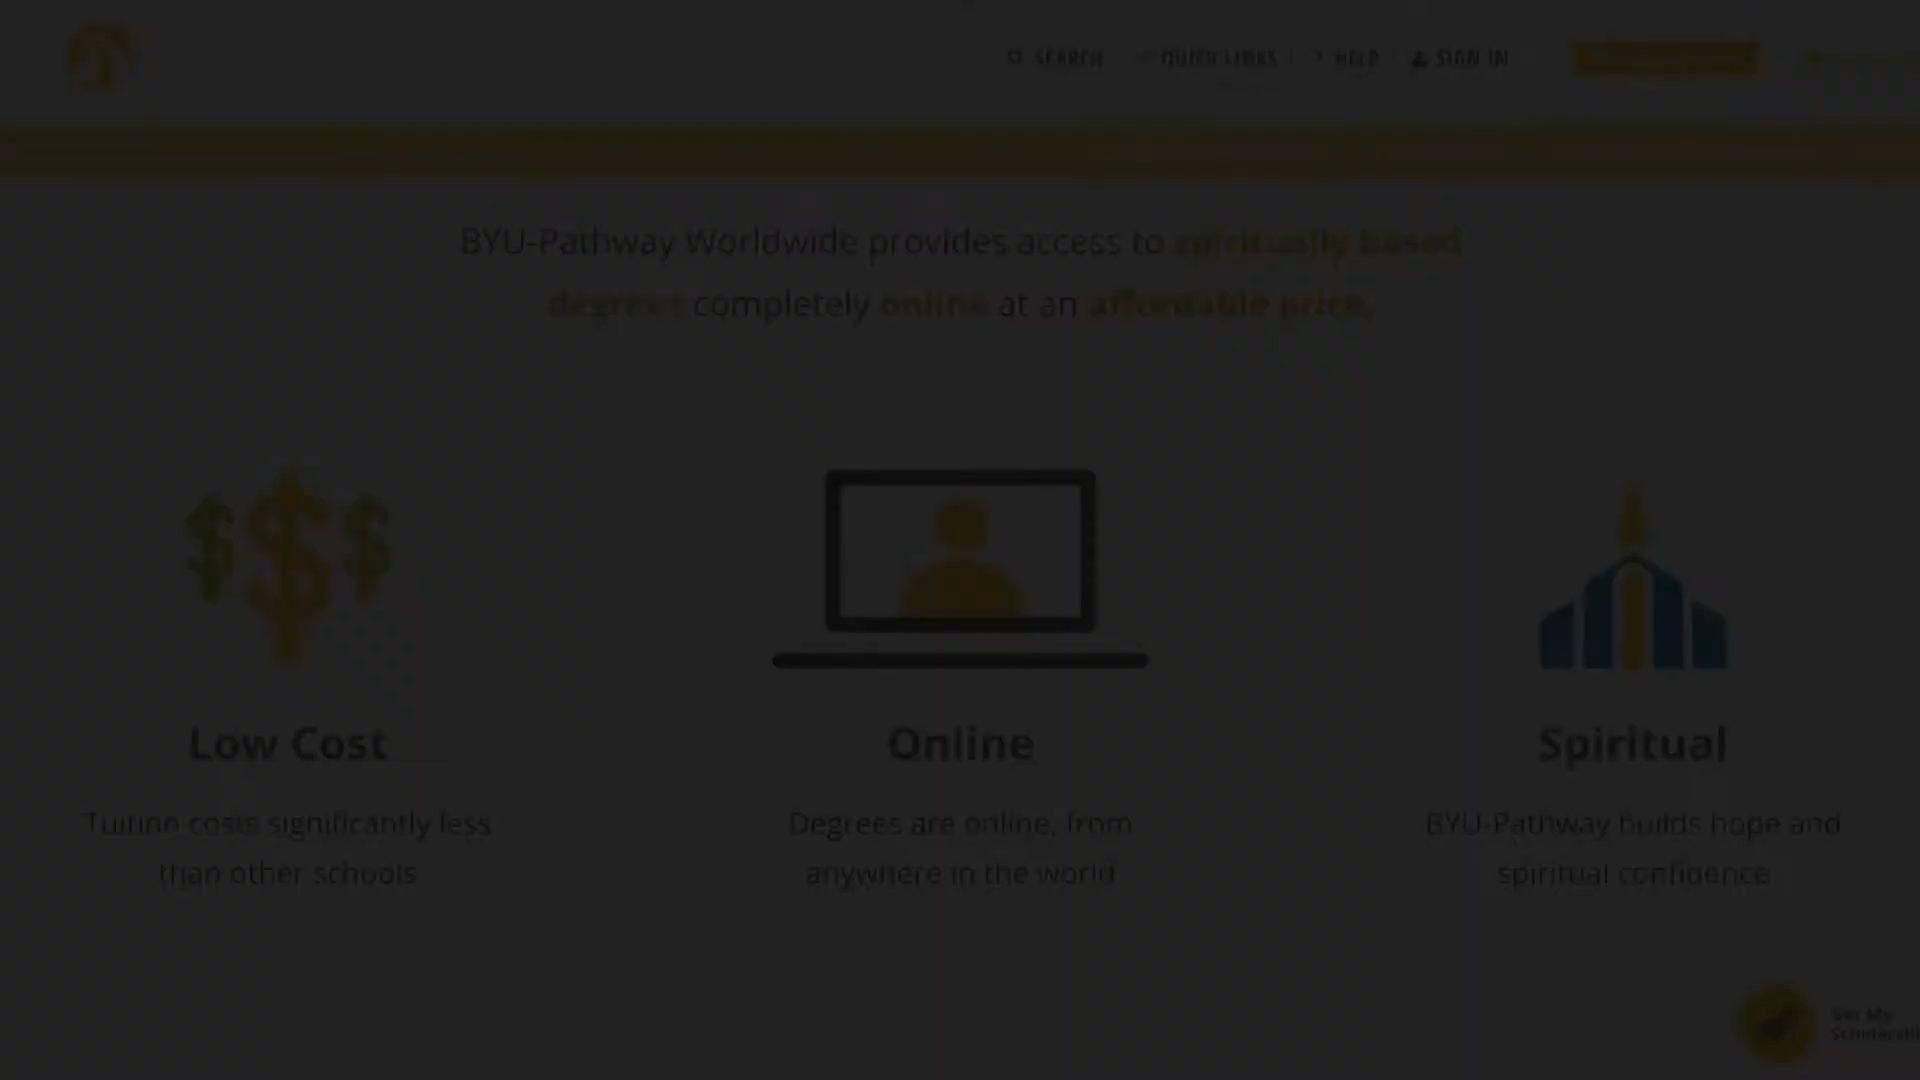 SEARCH
QUICK LINKS
HELP
SIGN IN
BYU-Pathway Worldwide provides access to spiritually based
degrees completely online at an affordable price.
Low Cost
Tuition costs significantly less
than other schools
Online
Degrees are online, from
anywhere in the world
Spiritual
BYU-Pathway builds hope and
spiritual confidence